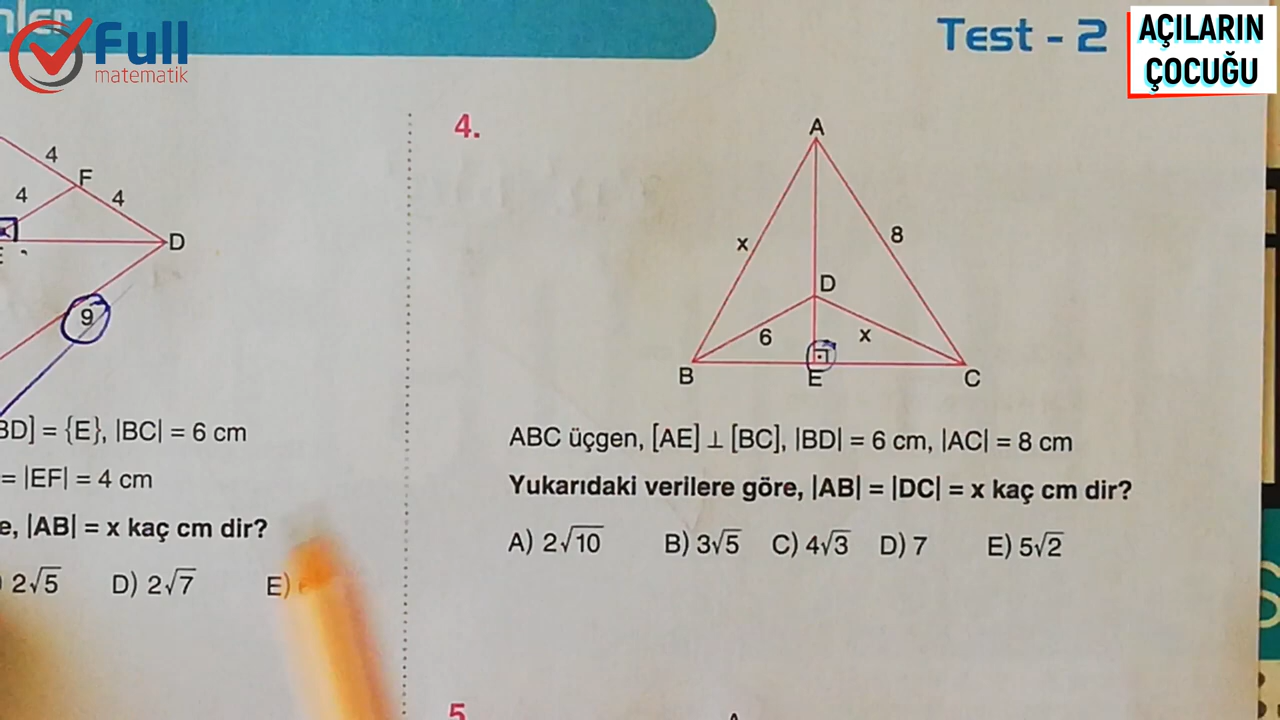 nler
Full
matematik
Test - 2
AÇILARIN
ÇOCUĞU
4
F
4
4
D
9
BD] = {E}, |BC| = 6 cm
= |EF| = 4 cm
e, |AB| = x kaç cm dir?
2√5 D) 2√7 E)
4.
A
x
8
D
6
x
B
E
C
ABC üçgen, [AE] ⊥ [BC], |BD| = 6 cm, |AC| = 8 cm
Yukarıdaki verilere göre, |AB| = |DC| = x kaç cm dir?
A) 2√10 B) 3√5 C) 4√3 D) 7 E) 5√2
5
A